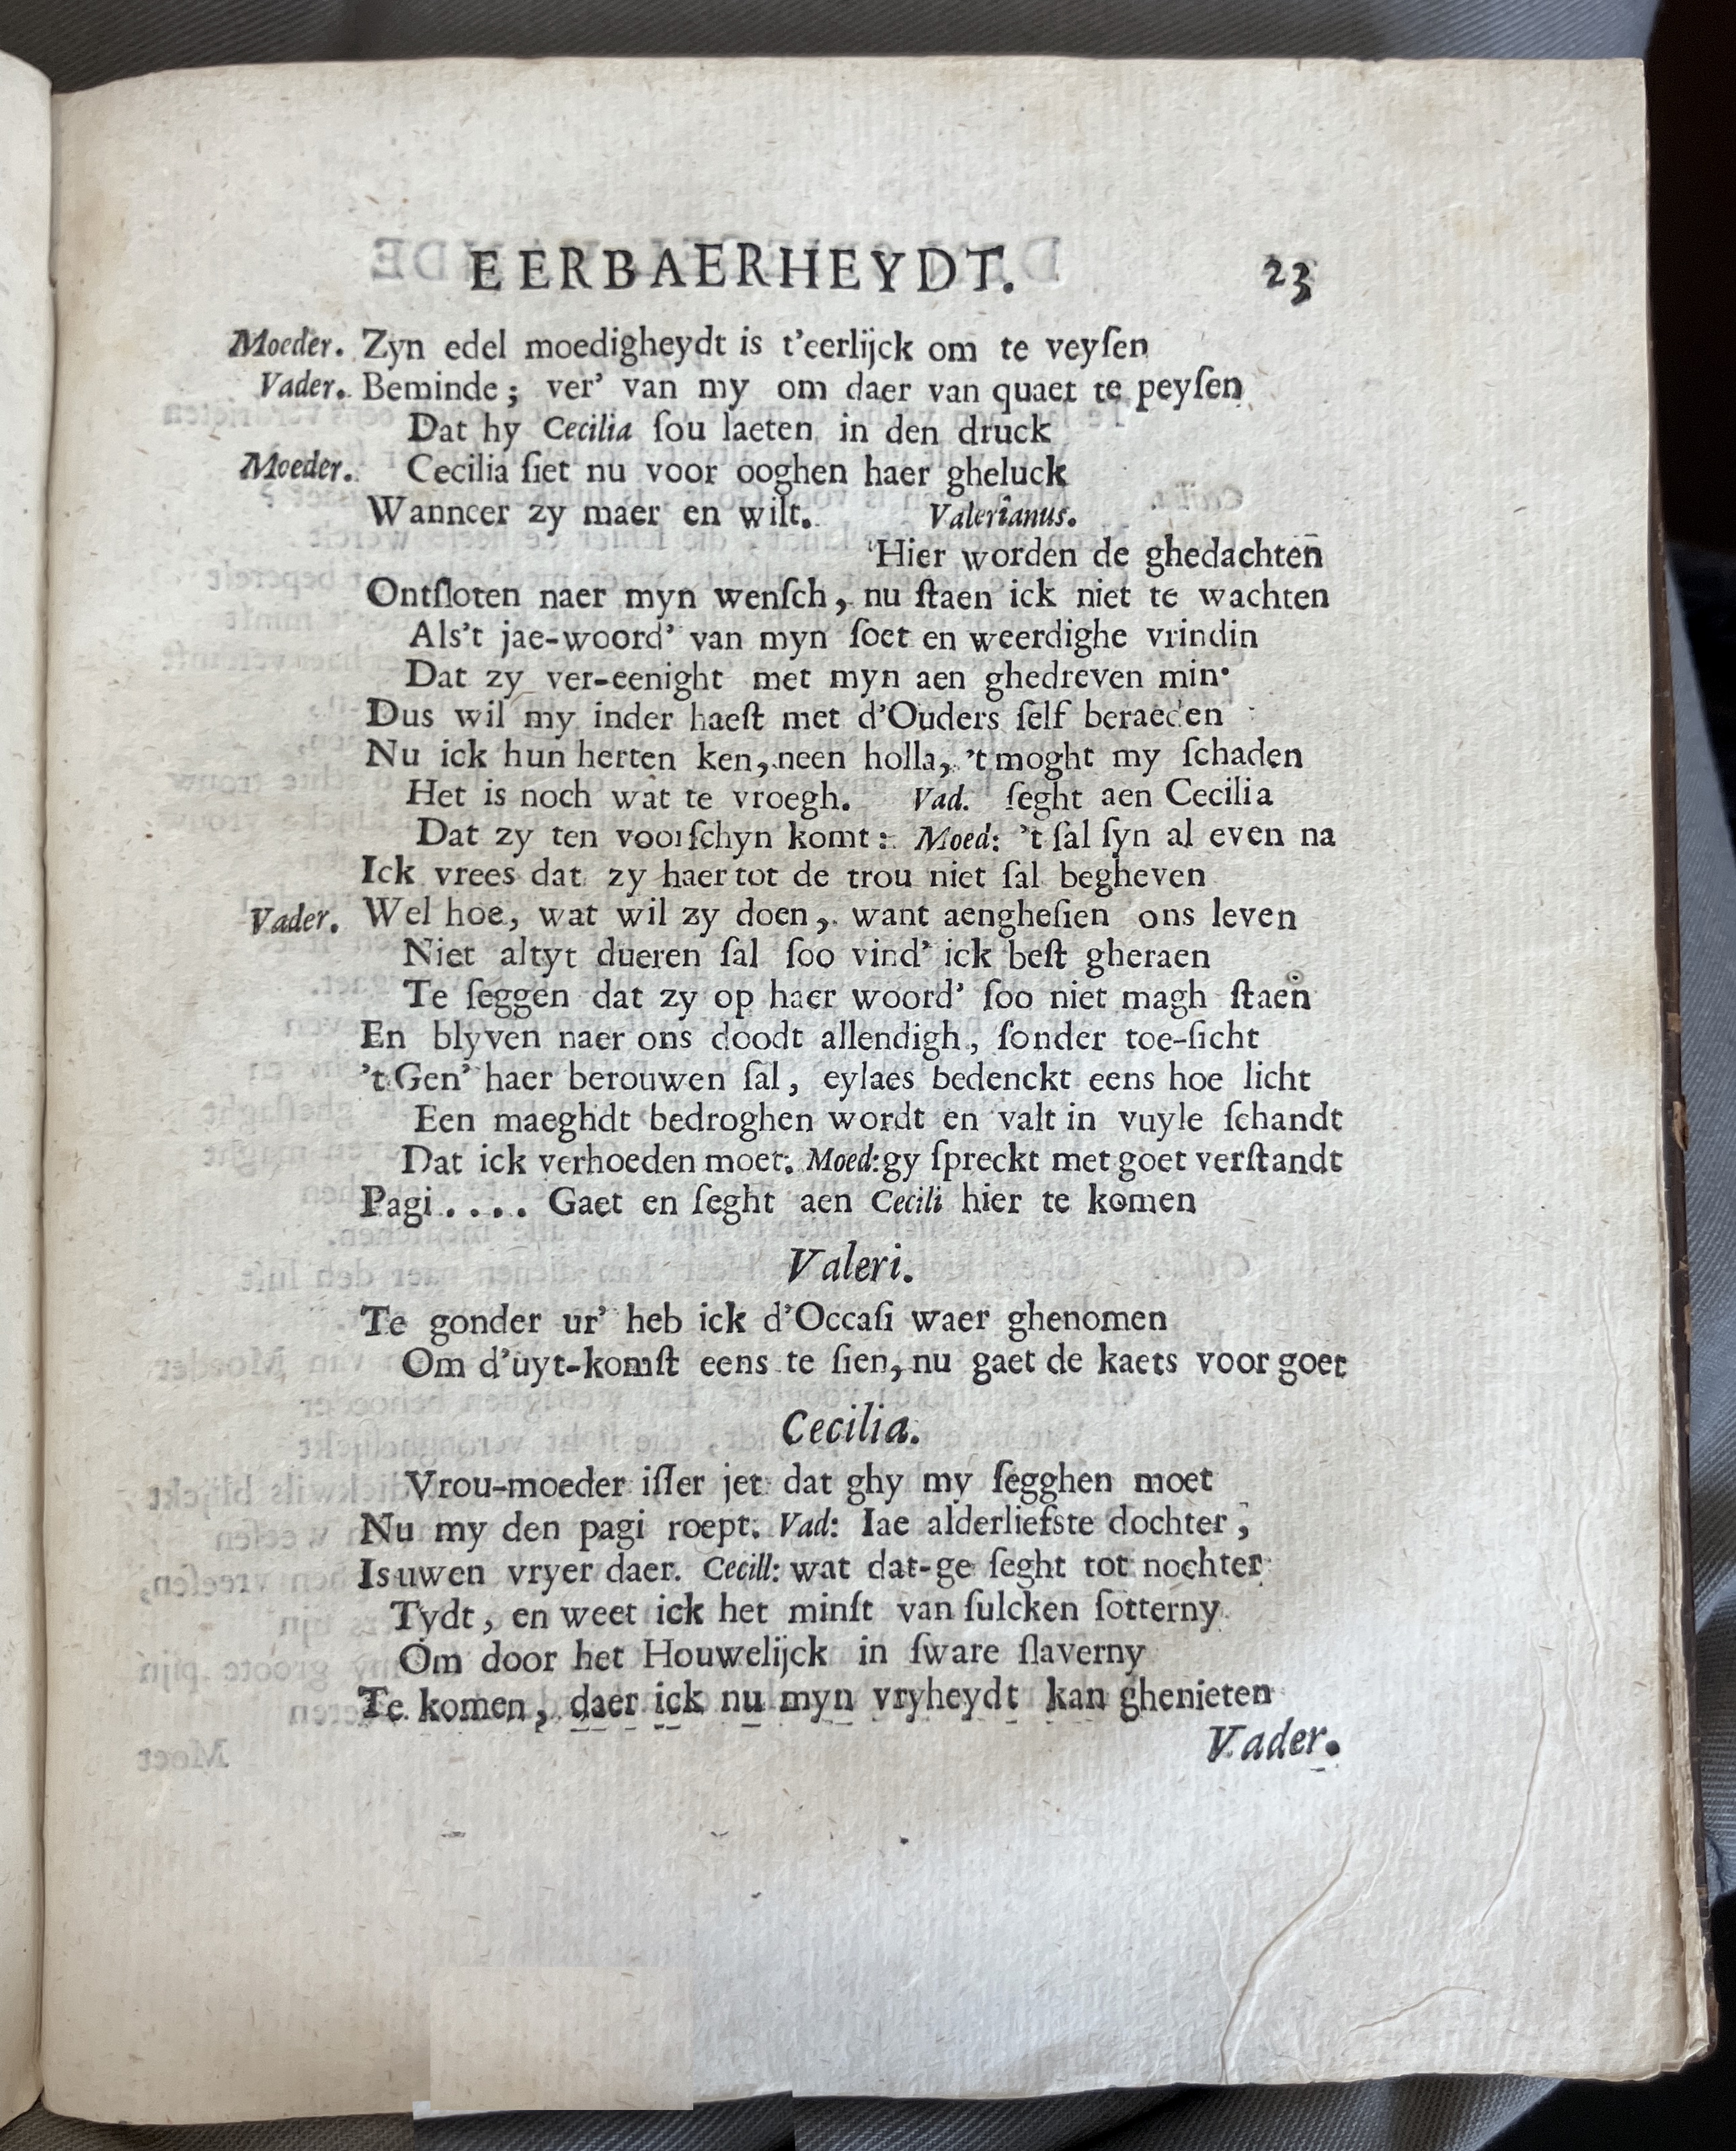 EERBAERHEYDT. 23
Moeder. Zyn edel moedigheydt is t'eerlijck om te veyſen
Vader. Beminde; ver' van my om daer van quaet te peyſen
Dat hy Cecilia ſou laeten in den druck
Moeder. Cecilia ſiet nu voor ooghen haer gheluck
Wanneer zy maer en wilt. Valerianus.
Hier worden de ghedachten
Ontſloten naer myn wenſch, nu ſtaen ick niet te wachten
Als't jae-woord' van myn ſoet en weerdighe vrindin
Dat zy ver-eenight met myn aen ghedreven min.
Dus wil my inder haeſt met d'Ouders ſelf beraeden
Nu ick hun herten ken, neen holla, 't moght my ſchaden
Het is noch wat te vroegh. Vad. ſeght aen Cecilia
Dat zy ten voorſchyn komt: Moed: 't ſal ſyn al even na
Ick vrees dat zy haer tot de trou niet ſal begheven
Vader. Wel hoe, wat wil zy doen, want aengheſien ons leven
Niet altyt dueren ſal ſoo vind' ick beſt gheraen
Te ſeggen dat zy op haer woord' ſoo niet magh ſtaen
En blyven naer ons doodt allendigh, ſonder toe-ſicht
't Gen' haer berouwen ſal, eylaes bedenckt eens hoe licht
Een maeghdt bedroghen wordt en valt in vuyle ſchandt
Dat ick verhoeden moet. Moed: gy ſpreckt met goet verſtandt
Pagi.... Gaet en ſeght aen Cecili hier te komen
Valeri.
Te gonder ur' heb ick d'Occaſi waer ghenomen
Om d'uyt-komſt eens te ſien, nu gaet de kaets voor goet
Cecilia.
Vrou-moeder iſſer jet dat ghy my ſegghen moet
Nu my den pagi roept. Vad: Iae alderliefste dochter,
Is uwen vryer daer. Cecill: wat dat-ge ſeght tot nochter
Tydt, en weet ick het minſt van ſulcken ſotterny
Om door het Houwelijck in ſware ſlaverny
Te komen, daer ick nu myn vryheydt kan ghenieten
Vader.